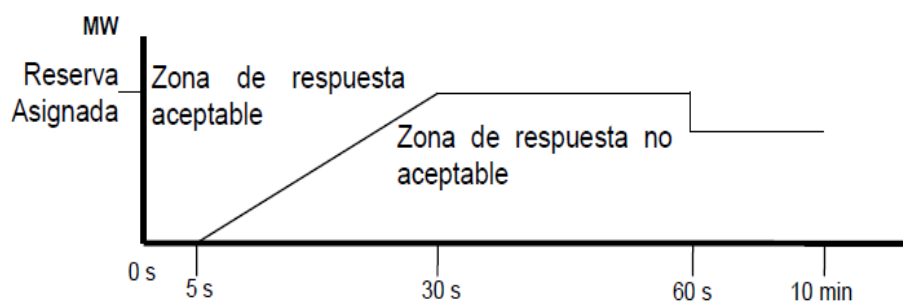 MW
Reserva
Asignada
Zona de respuesta
aceptable
Zona de respuesta no
aceptable
0 s
5 s
30 s
60 s
10 min